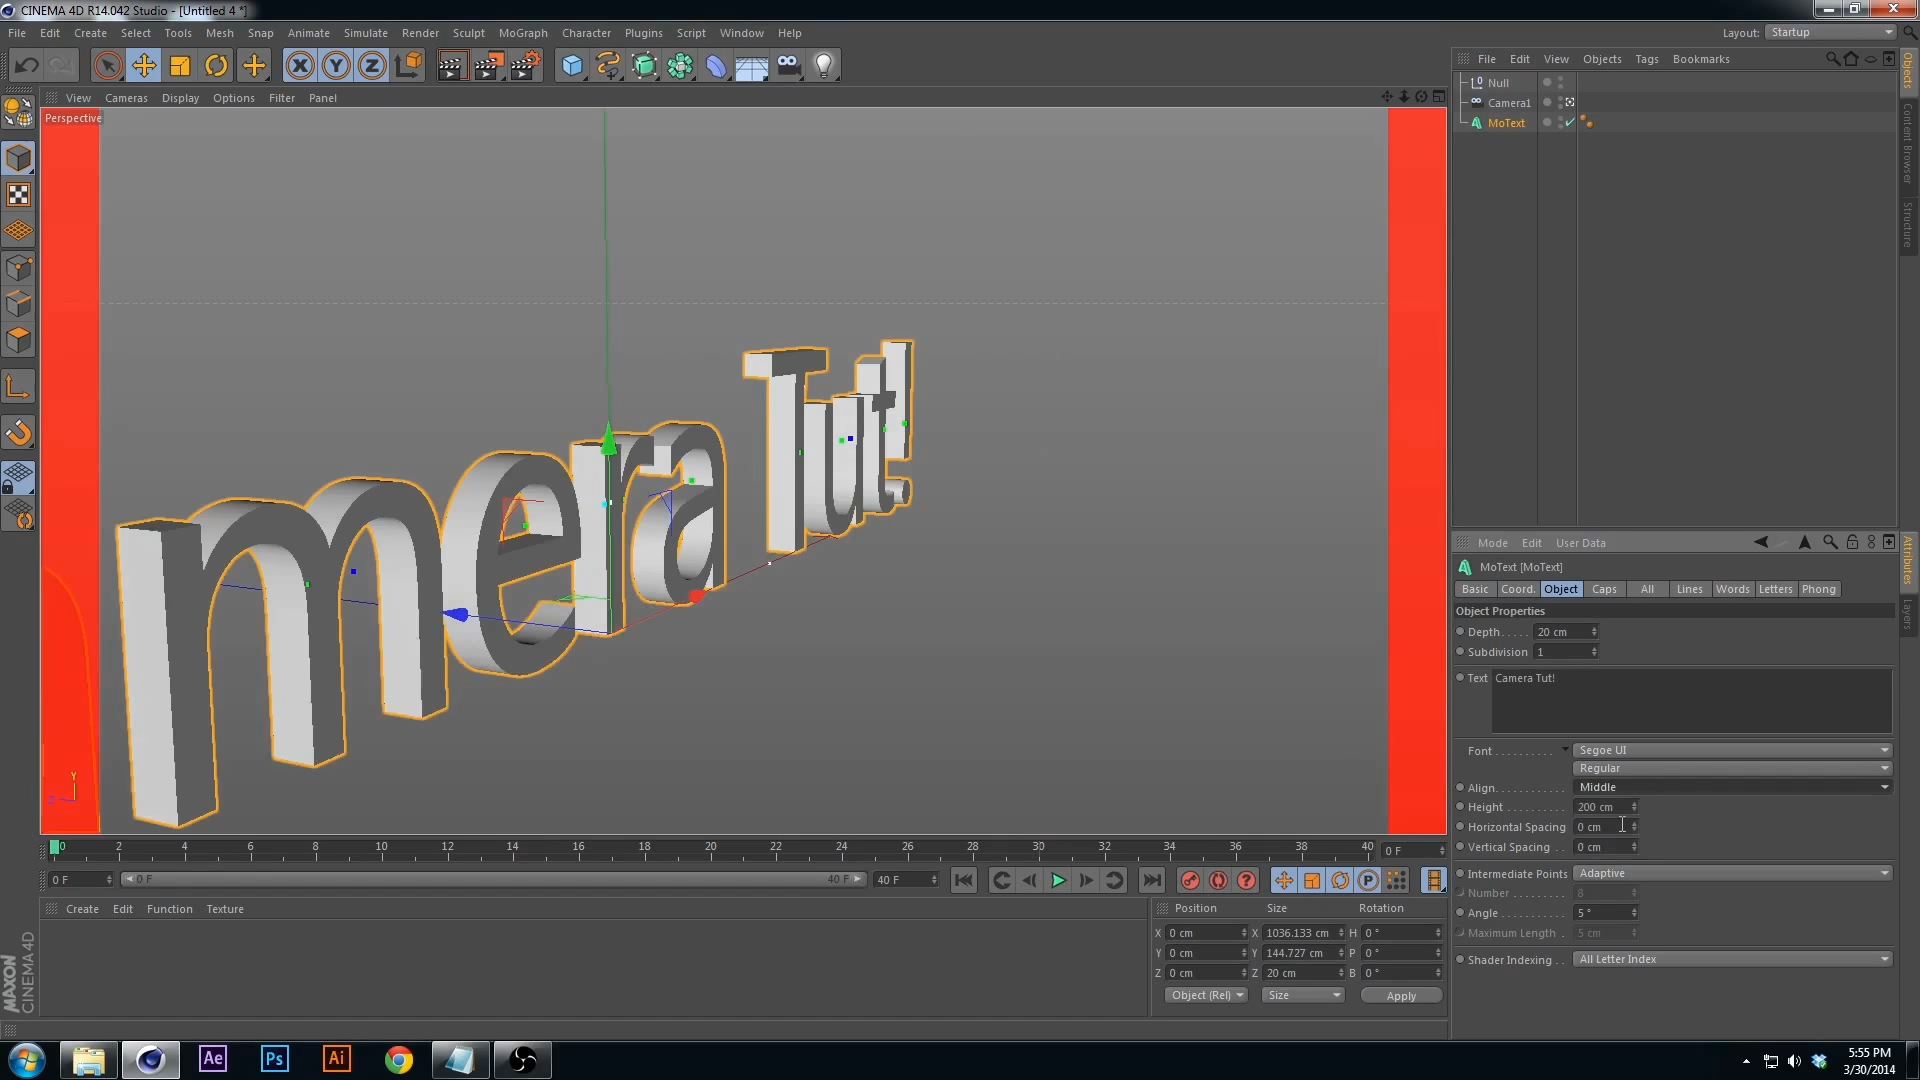 CINEMA 4D R14.042 Studio - [Untitled 4 *]
File Edit Create Select Tools Mesh Snap Animate Simulate Render Sculpt MoGraph Character Plugins Script Window Help
Layout: Startup
View Cameras Display Options Filter Panel
Perspective
mera Tut!
Y
Z
X Y Z
File Edit View Objects Tags Bookmarks
Null
Camera1
MoText
Objects
Content Browser
Structure
Mode Edit User Data
MoText [MoText]
Basic Coord. Object Caps All Lines Words Letters Phong
Object Properties
Depth..... 20 cm
Subdivision 1
Text Camera Tut!
Font .......... Segoe UI
Regular
Align............ Middle
Height .......... 200 cm
Horizontal Spacing 0 cm
Vertical Spacing .. 0 cm
Intermediate Points Adaptive
Number .......... 8
Angle ........... 5 °
Maximum Length . 5 cm
Shader Indexing ... All Letter Index
Attributes
Layers
0 2 4 6 8 10 12 14 16 18 20 22 24 26 28 30 32 34 36 38 40 0 F
0 F 0 F 40 F 40 F
P
Create Edit Function Texture
Position Size Rotation
X 0 cm X 1036.133 cm H 0 °
Y 0 cm Y 144.727 cm P 0 °
Z 0 cm Z 20 cm B 0 °
Object (Rel) Size Apply
MAXON
CINEMA 4D
Ae Ps Ai
5:55 PM
3/30/2014